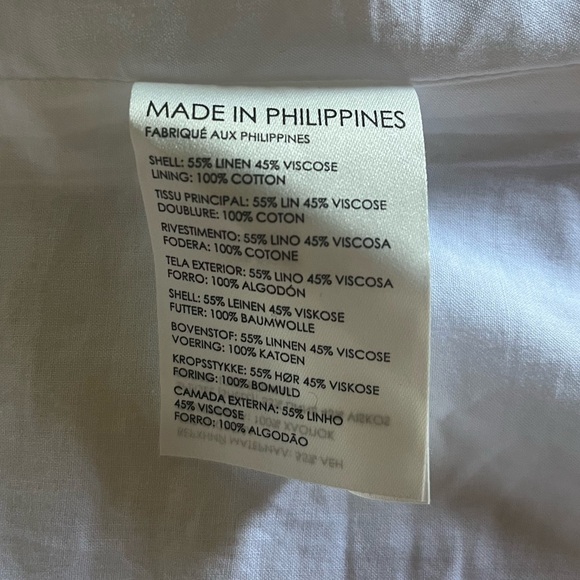 MADE IN PHILIPPINES
FABRIQUÉ AUX PHILIPPINES
SHELL: 55% LINEN 45% VISCOSE
LINING: 100% COTTON
TISSU PRINCIPAL: 55% LIN 45% VISCOSE
DOUBLURE: 100% COTON
RIVESTIMENTO: 55% LINO 45% VISCOSA
FODERA: 100% COTONE
TELA EXTERIOR: 55% LINO 45% VISCOSA
FORRO: 100% ALGODÓN
SHELL: 55% LEINEN 45% VISKOSE
FUTTER: 100% BAUMWOLLE
BOVENSTOF: 55% LINNEN 45% VISCOSE
VOERING: 100% KATOEN
KROPSSTYKKE: 55% HØR 45% VISKOSE
FORING: 100% BOMULD
CAMADA EXTERNA: 55% LINHO
45% VISCOSE
FORRO: 100% ALGODÃO